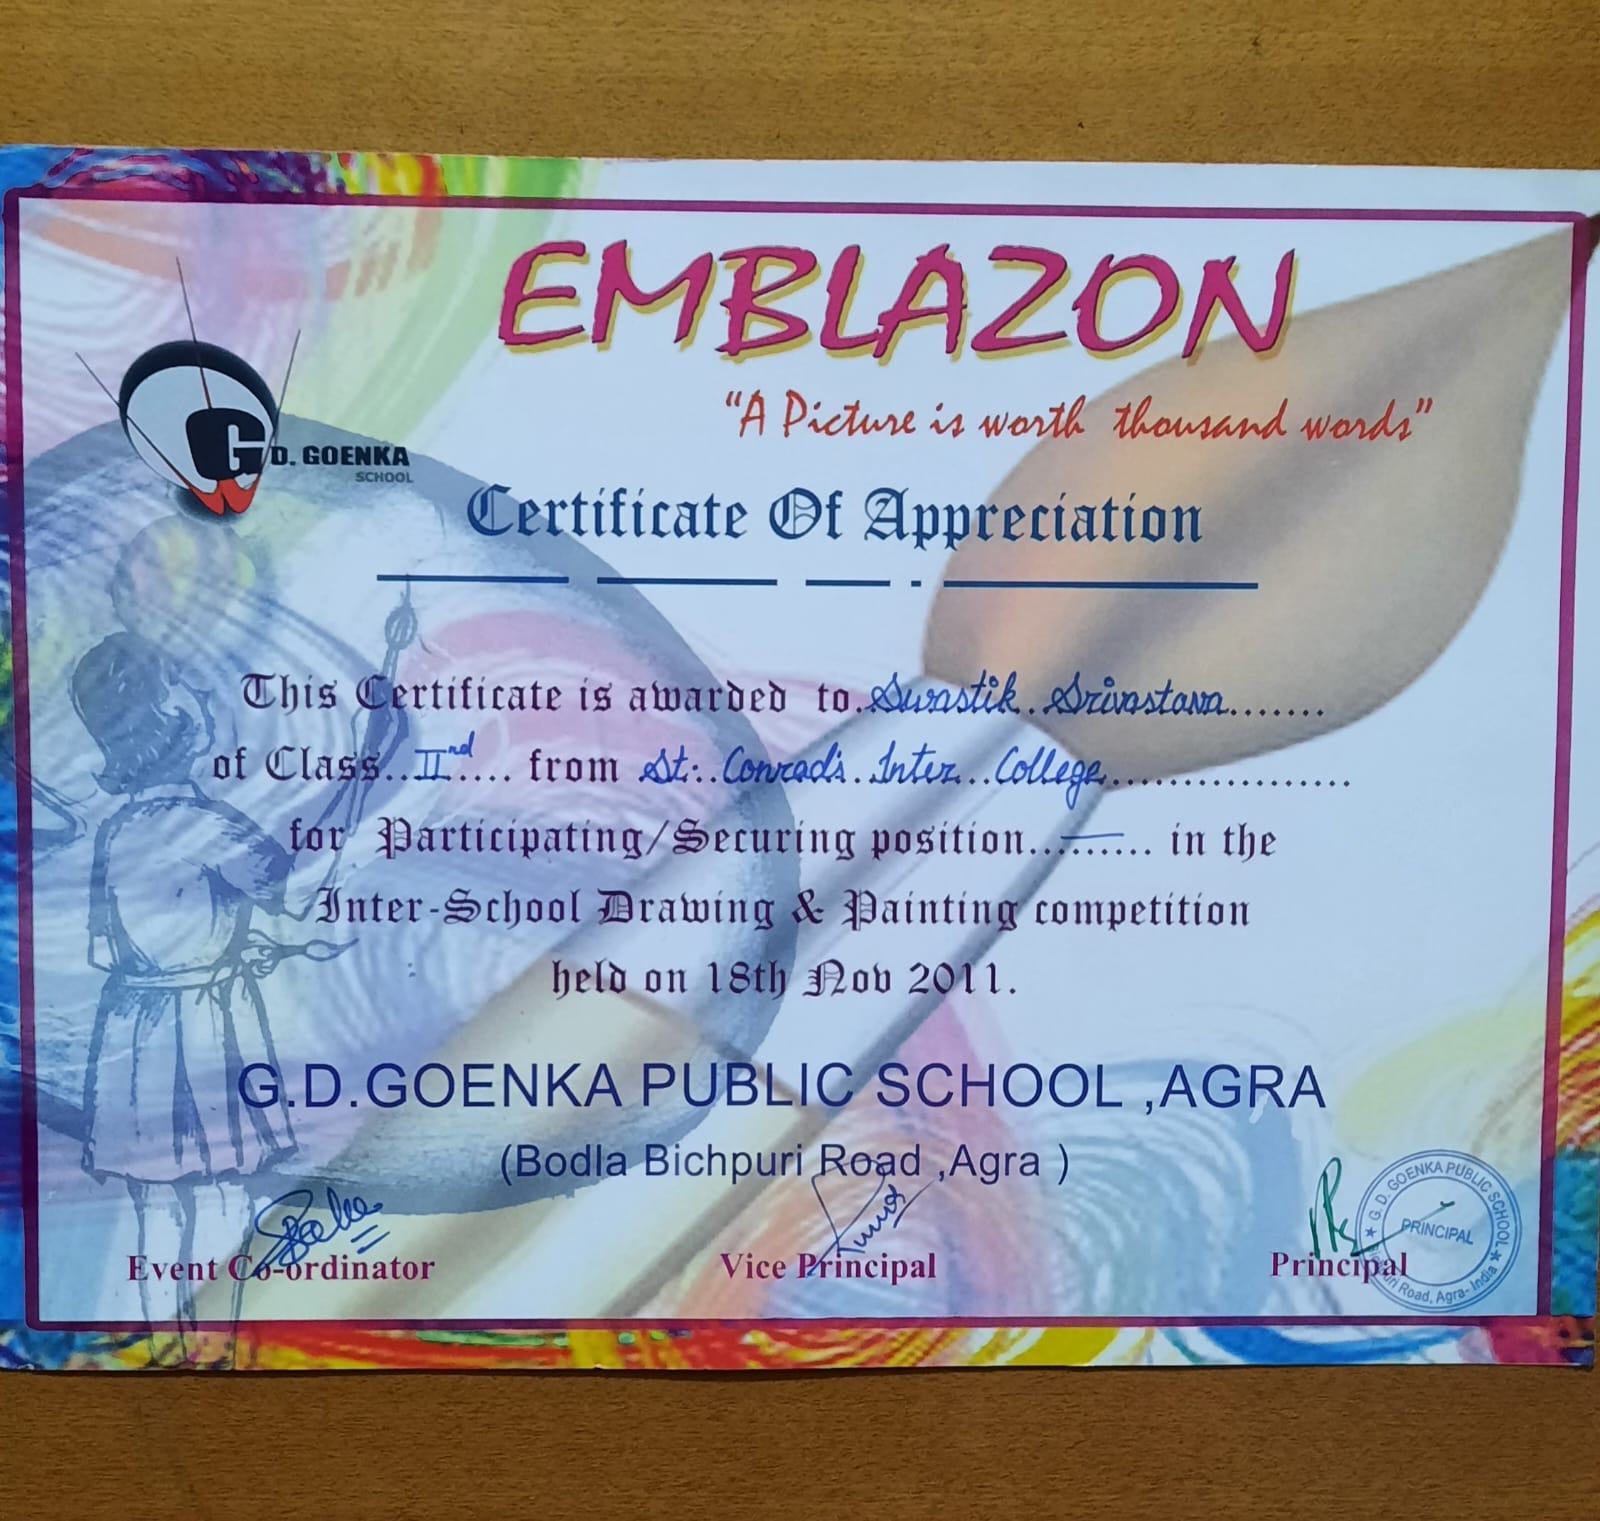 EMBLAZON
"A Picture is worth thousand words"
G D. GOENKA
SCHOOL
Certificate Of Appreciation
This Certificate is awarded to. Swastik. Srivastava.......
of Class..IInd.... from St:. Conrad's. Inter...College..................
for Participating/Securing position......... in the
Inter-School Drawing & Painting competition
held on 18th Nov 2011.
G.D.GOENKA PUBLIC SCHOOL ,AGRA
(Bodla Bichpuri Road ,Agra )
Event Co-ordinator Vice Principal Principal
G. D. GOENKA PUBLIC SCHOOL
PRINCIPAL
Road, Agra- India